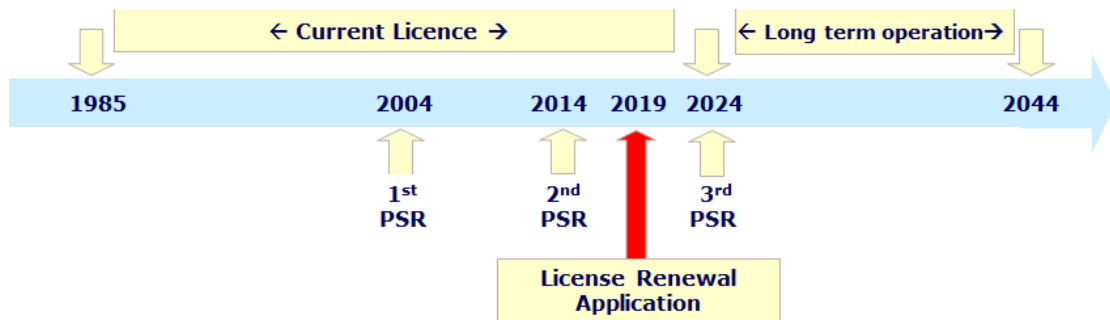 ← Current Licence →
← Long term operation→
1985 2004 2014 2019 2024 2044
1st 2nd 3rd
PSR PSR PSR
License Renewal
Application